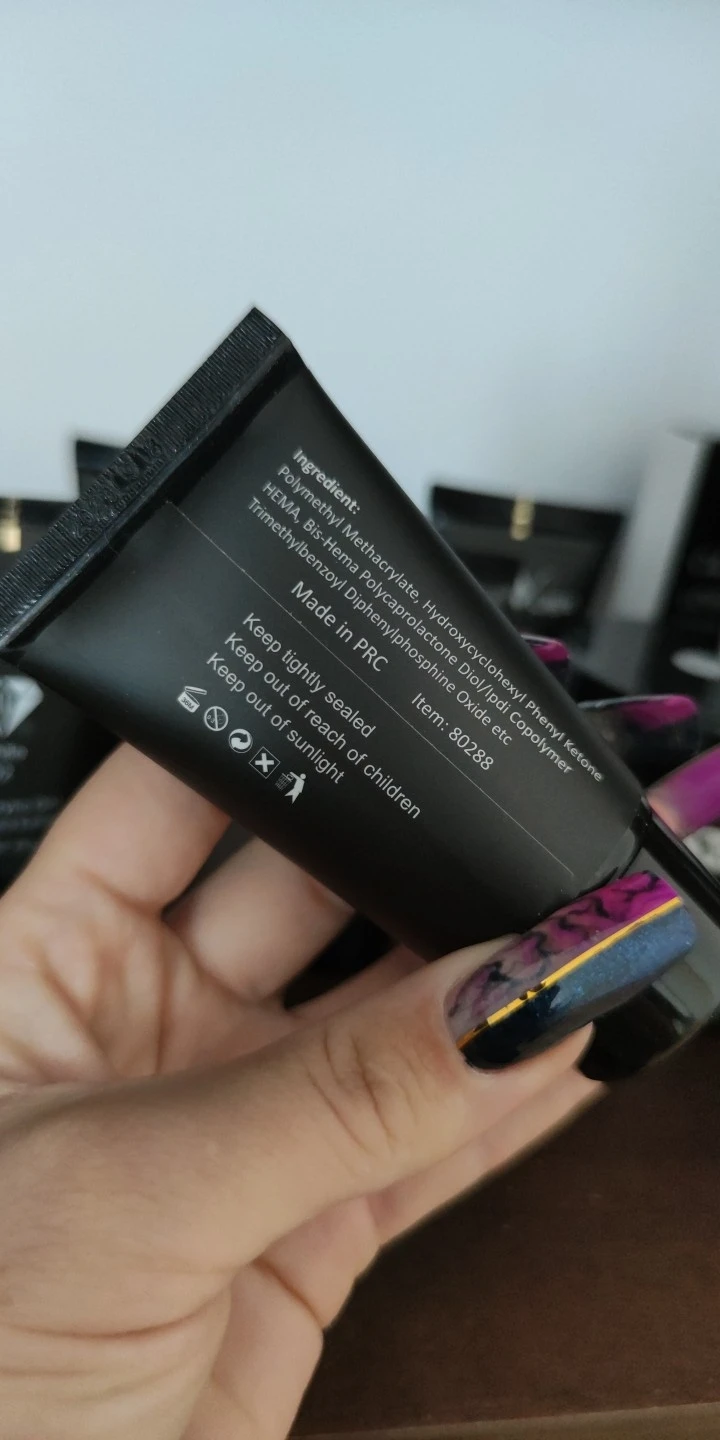 Ingredient:
Polymethyl Methacrylate, Hydroxycyclohexyl Phenyl Ketone
HEMA, Bis-Hema Polycaprolactone Diol/Ipdi Copolymer
Trimethylbenzoyl Diphenylphosphine Oxide etc
Made in PRC Item: 80288
Keep tightly sealed
Keep out of reach of children
Keep out of sunlight